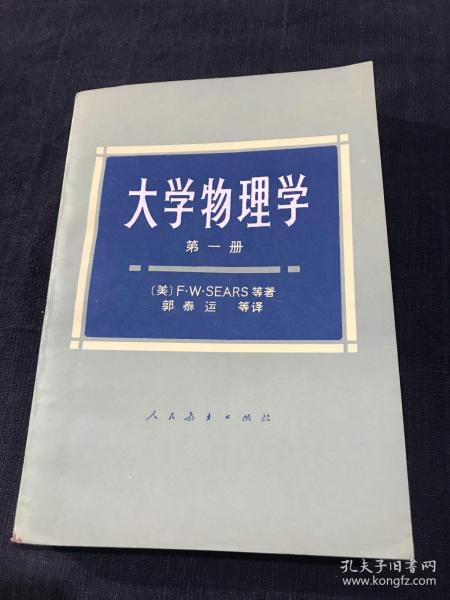 大学物理学
第一册
〔美〕F·W·SEARS 等著
郭泰运 等译
人民教育出版社
孔夫子旧书网
www.kongfz.com